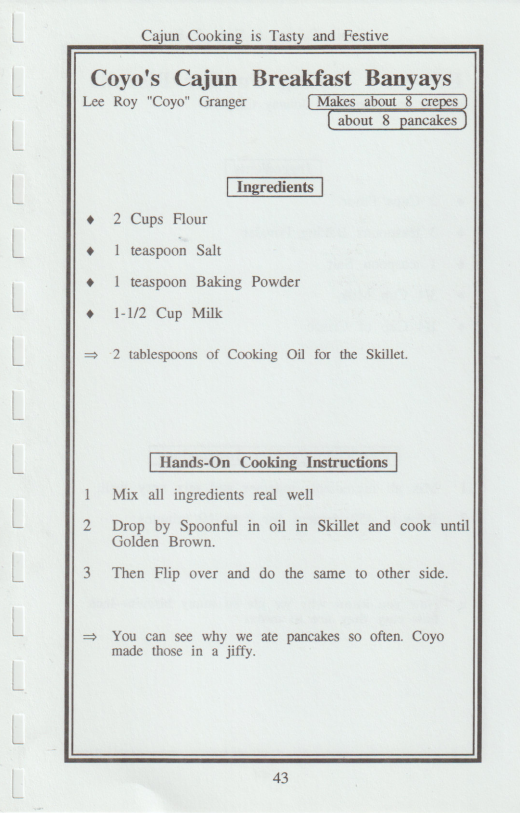 Cajun Cooking is Tasty and Festive
Coyo's Cajun Breakfast Banyays
Lee Roy "Coyo" Granger
Makes about 8 crepes
about 8 pancakes
Ingredients
♦ 2 Cups Flour
♦ 1 teaspoon Salt
♦ 1 teaspoon Baking Powder
♦ 1-1/2 Cup Milk
⇒ 2 tablespoons of Cooking Oil for the Skillet.
Hands-On Cooking Instructions
1 Mix all ingredients real well
2 Drop by Spoonful in oil in Skillet and cook until
Golden Brown.
3 Then Flip over and do the same to other side.
⇒ You can see why we ate pancakes so often. Coyo
made those in a jiffy.
43